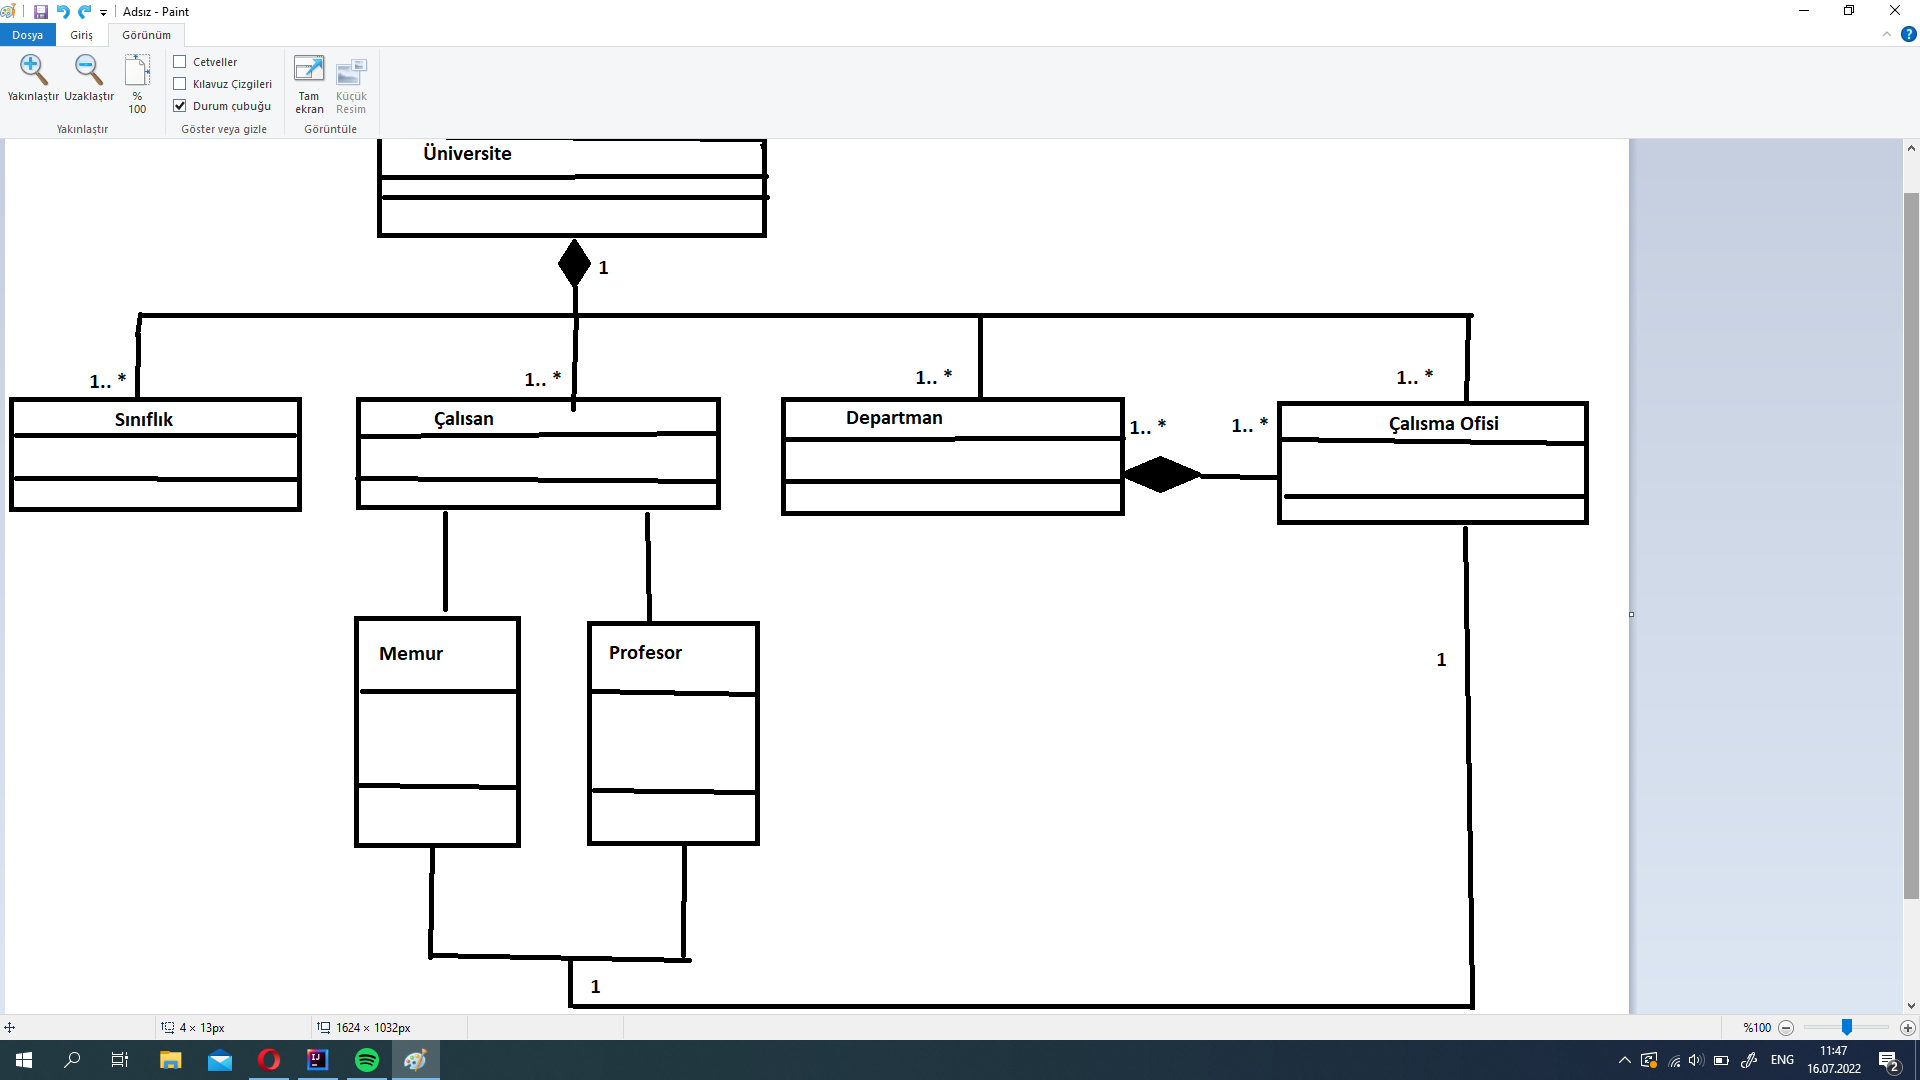 Adsız - Paint
Dosya
Giriş
Görünüm
Yakınlaştır
Uzaklaştır
%
100
Yakınlaştır
Cetveller
Kılavuz Çizgileri
Durum çubuğu
Göster veya gizle
Tam
ekran
Küçük
Resim
Görüntüle
Üniversite
1
1.. *
1.. *
1.. *
1.. *
Sınıflık
Çalısan
Departman
1.. *
1.. *
Çalısma Ofisi
Memur
Profesor
1
1
4 × 13px
1624 × 1032px
%100
ENG
11:47
16.07.2022
2